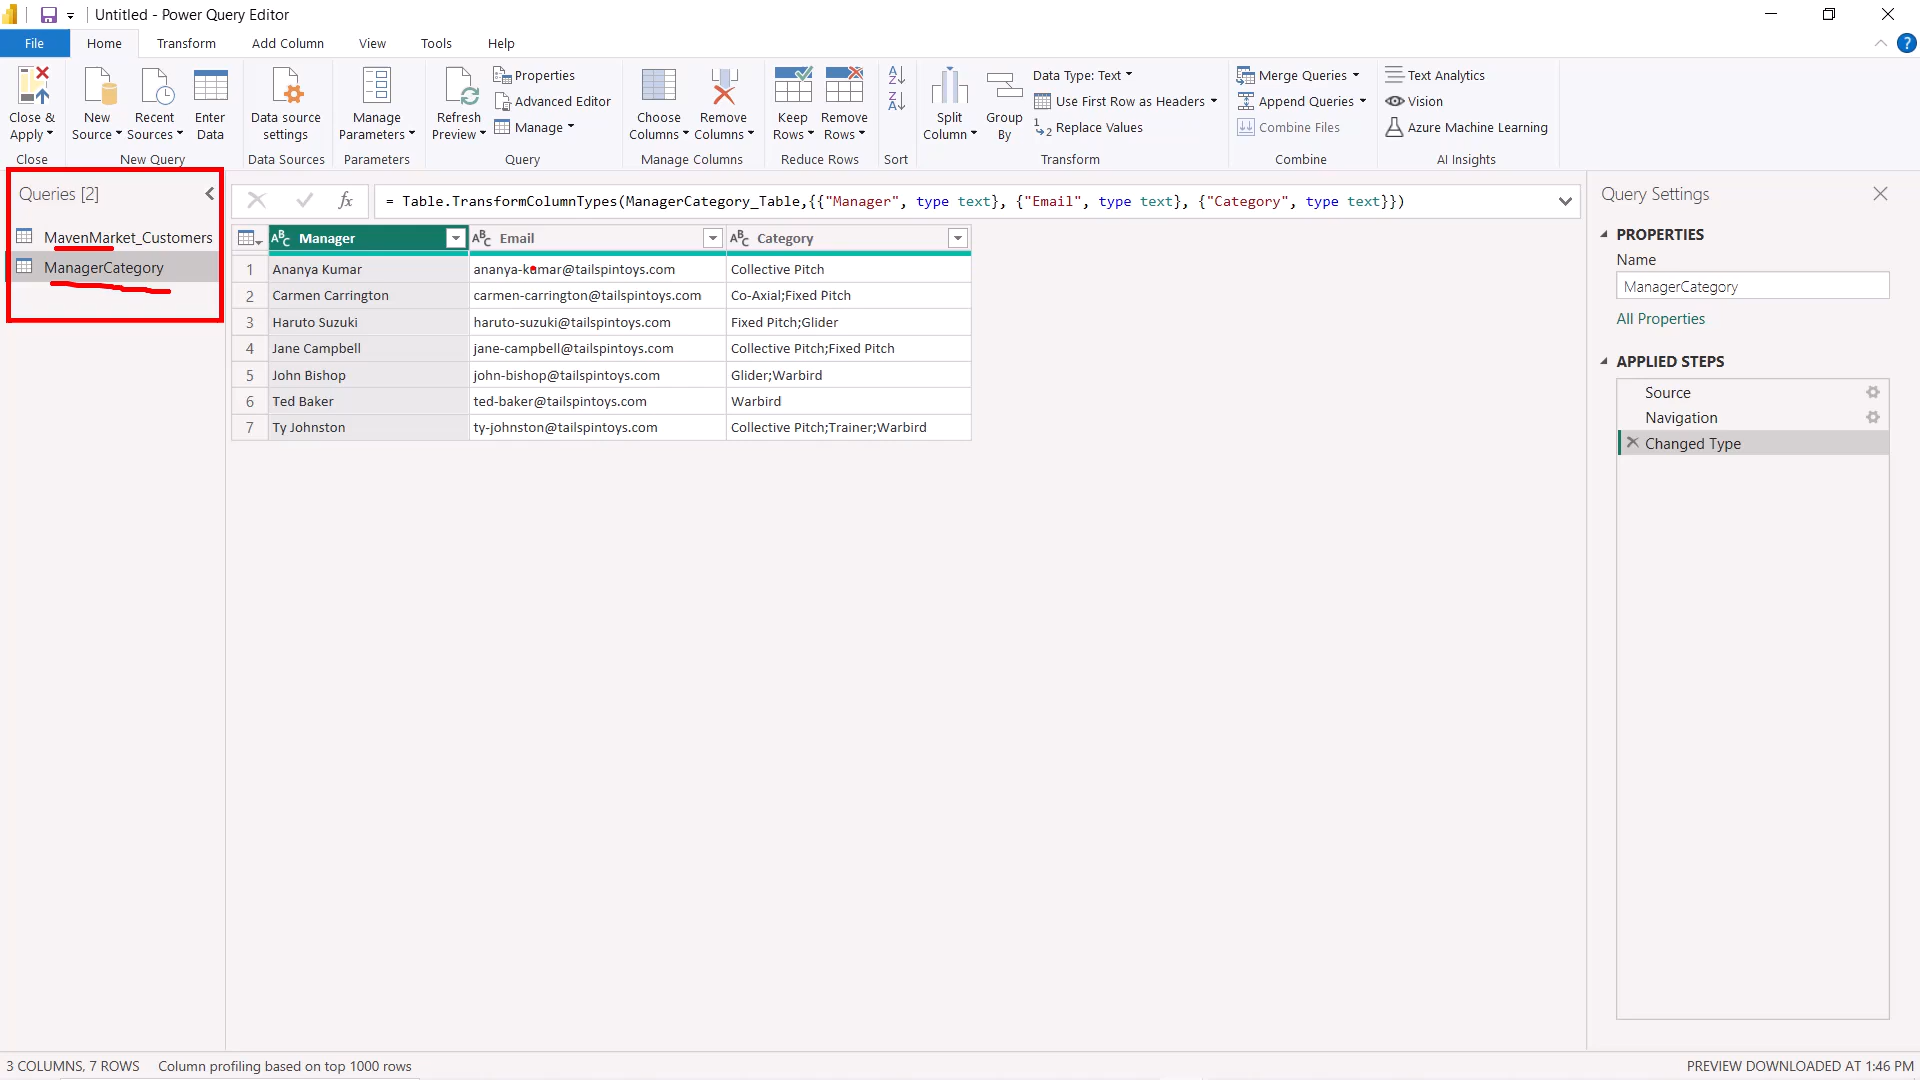 Untitled - Power Query Editor
File Home Transform Add Column View Tools Help
?
Close & Apply
New Source
Recent Sources
Enter Data
Data source settings
Manage Parameters
Refresh Preview
Properties
Advanced Editor
Manage
Choose Columns
Remove Columns
Keep Rows
Remove Rows
A
Z
Z
A
Split Column
Group By
Data Type: Text
Use First Row as Headers
1
2
Replace Values
Merge Queries
Append Queries
Combine Files
Text Analytics
Vision
Azure Machine Learning
Close New Query Data Sources Parameters Query Manage Columns Reduce Rows Sort Transform Combine AI Insights
Queries [2]
MavenMarket_Customers
ManagerCategory
fx = Table.TransformColumnTypes(ManagerCategory_Table,{{"Manager", type text}, {"Email", type text}, {"Category", type text}})
ABC Manager ABC Email ABC Category
1 Ananya Kumar ananya-kumar@tailspintoys.com Collective Pitch
2 Carmen Carrington carmen-carrington@tailspintoys.com Co-Axial;Fixed Pitch
3 Haruto Suzuki haruto-suzuki@tailspintoys.com Fixed Pitch;Glider
4 Jane Campbell jane-campbell@tailspintoys.com Collective Pitch;Fixed Pitch
5 John Bishop john-bishop@tailspintoys.com Glider;Warbird
6 Ted Baker ted-baker@tailspintoys.com Warbird
7 Ty Johnston ty-johnston@tailspintoys.com Collective Pitch;Trainer;Warbird
Query Settings
PROPERTIES
Name
ManagerCategory
All Properties
APPLIED STEPS
Source
Navigation
Changed Type
3 COLUMNS, 7 ROWS Column profiling based on top 1000 rows
PREVIEW DOWNLOADED AT 1:46 PM